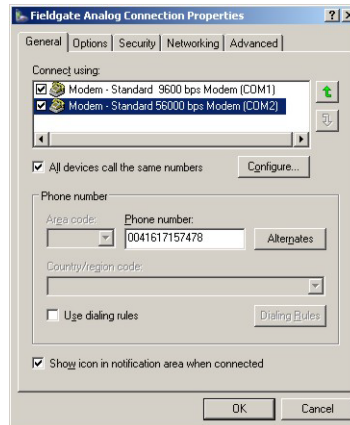 Fieldgate Analog Connection Properties
General Options Security Networking Advanced
Connect using:
Modem - Standard 9600 bps Modem (COM1)
Modem - Standard 56000 bps Modem (COM2)
All devices call the same numbers
Configure...
Phone number
Area code: Phone number:
0041617157478 Alternates
Country/region code:
Use dialing rules Dialing Rules
Show icon in notification area when connected
OK Cancel